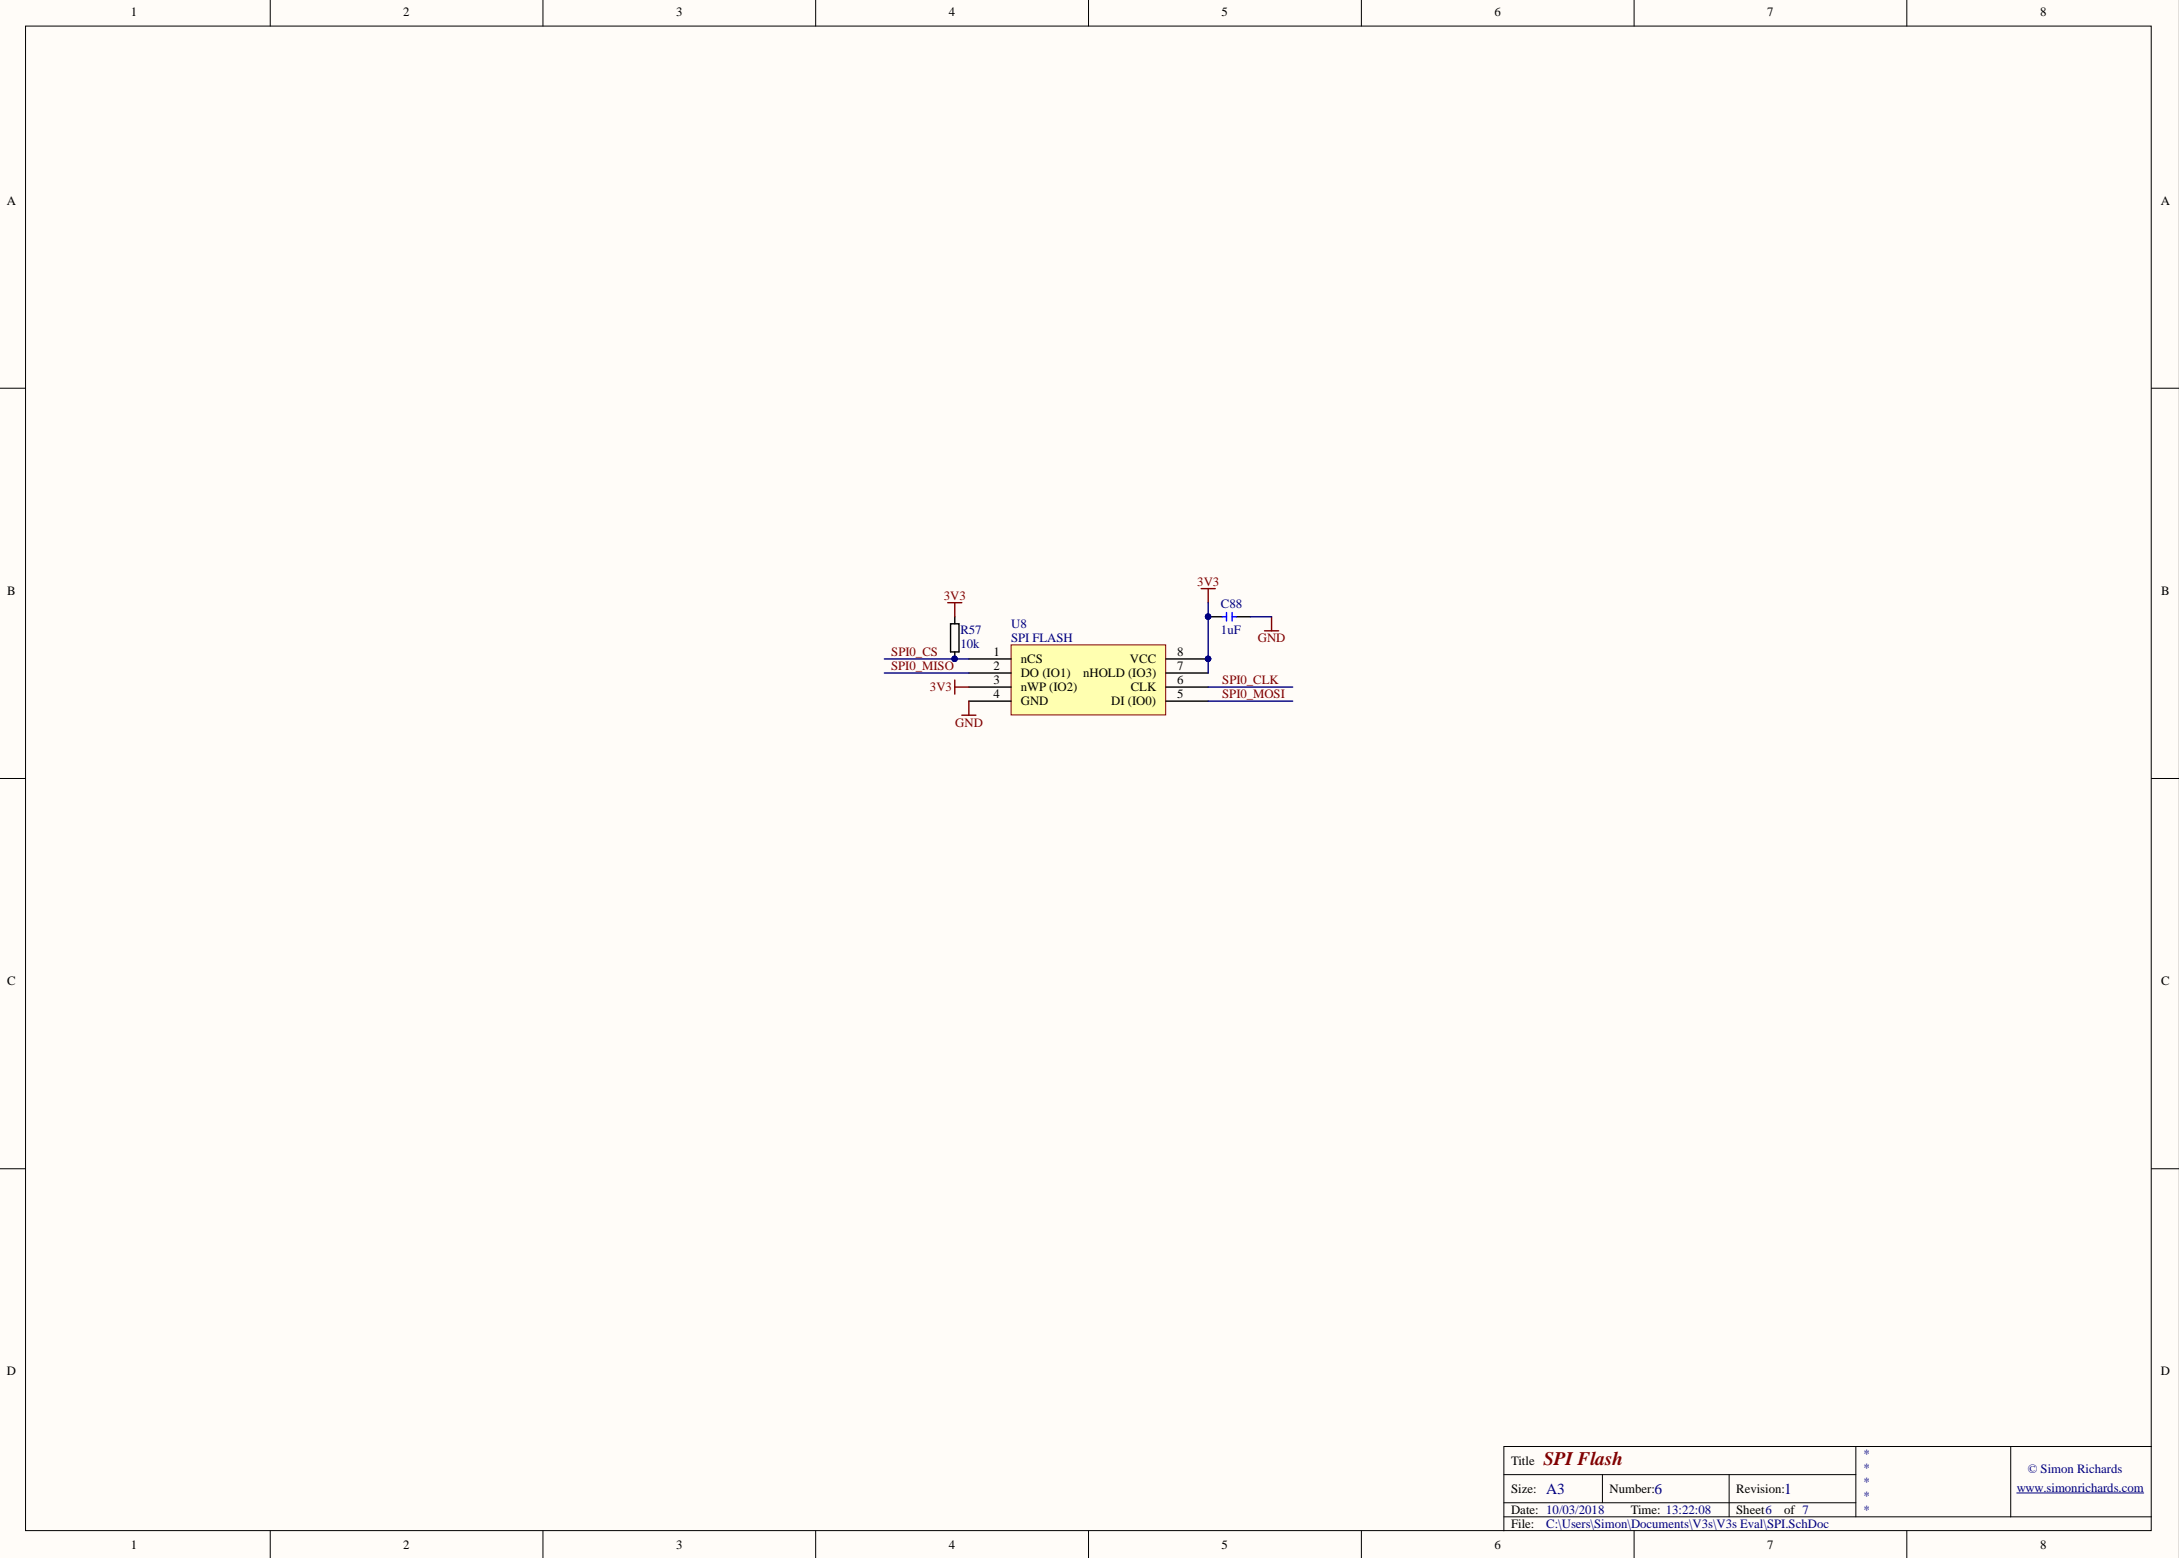 1 2 3 4 5 6 7 8
A A
3V3
B B
3V3
C88
U8
R57
1uF
SPI FLASH
GND
10k
SPI0_CS 1 nCS VCC 8
SPI0_MISO 2 DO (IO1) nHOLD (IO3) 7
3V3 3 nWP (IO2) CLK 6 SPI0_CLK
4 GND DI (IO0) 5 SPI0_MOSI
GND
C C
D D
Title SPI Flash
Size: A3 Number:6 Revision:1
Date: 10/03/2018 Time: 13:22:08 Sheet6 of 7
File: C:\Users\Simon\Documents\V3s\V3s Eval\SPI.SchDoc
*
*
*
*
*
© Simon Richards
www.simonrichards.com
1 2 3 4 5 6 7 8